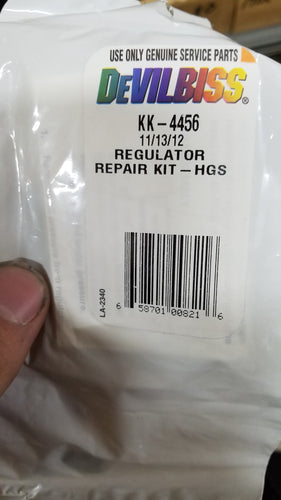 USE ONLY GENUINE SERVICE PARTS
DEVILBISS®
KK-4456
11/13/12
REGULATOR
REPAIR KIT-HGS
LA-2340
6 58701 00821 6